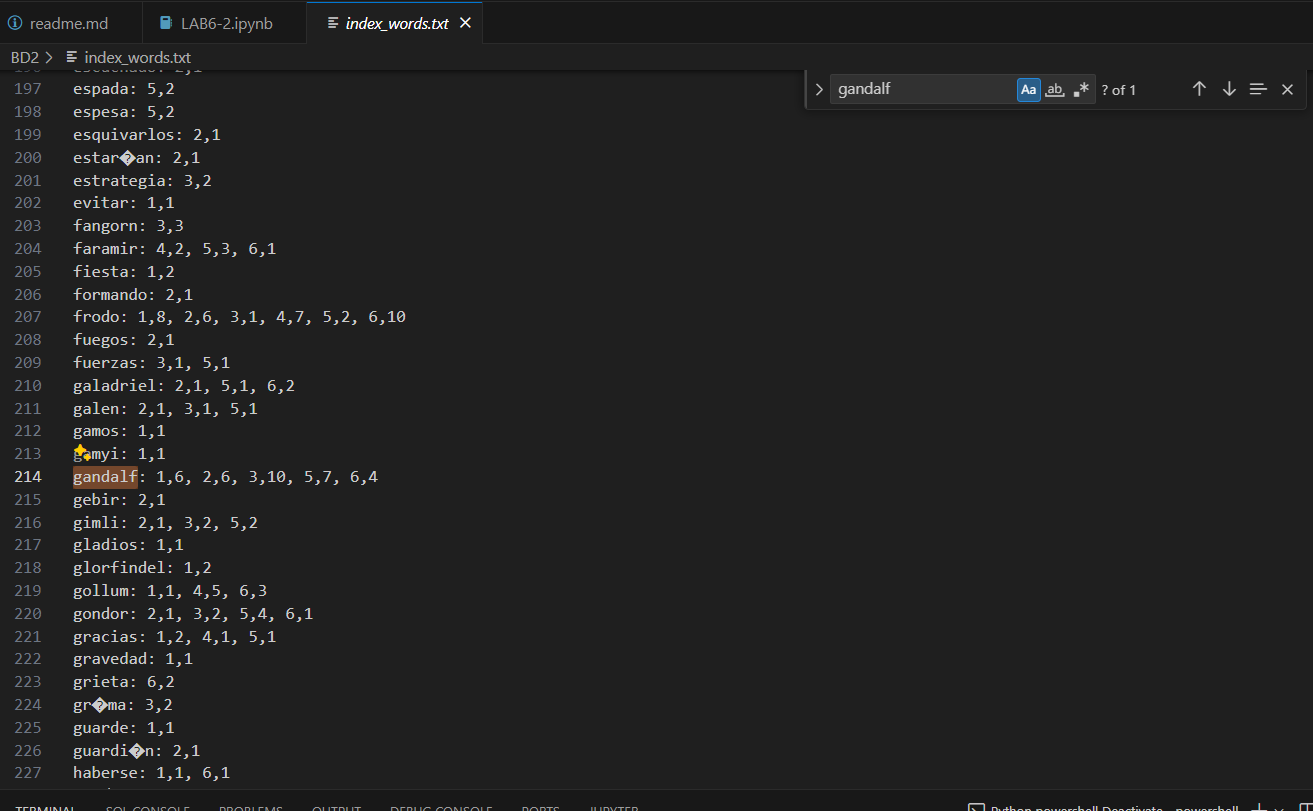 readme.md LAB6-2.ipynb index_words.txt
BD2 > index_words.txt
gandalf Aa ab .* ? of 1
197 espada: 5,2
198 espesa: 5,2
199 esquivarlos: 2,1
200 estar�an: 2,1
201 estrategia: 3,2
202 evitar: 1,1
203 fangorn: 3,3
204 faramir: 4,2, 5,3, 6,1
205 fiesta: 1,2
206 formando: 2,1
207 frodo: 1,8, 2,6, 3,1, 4,7, 5,2, 6,10
208 fuegos: 2,1
209 fuerzas: 3,1, 5,1
210 galadriel: 2,1, 5,1, 6,2
211 galen: 2,1, 3,1, 5,1
212 gamos: 1,1
213 gamyi: 1,1
214 gandalf: 1,6, 2,6, 3,10, 5,7, 6,4
215 gebir: 2,1
216 gimli: 2,1, 3,2, 5,2
217 gladios: 1,1
218 glorfindel: 1,2
219 gollum: 1,1, 4,5, 6,3
220 gondor: 2,1, 3,2, 5,4, 6,1
221 gracias: 1,2, 4,1, 5,1
222 gravedad: 1,1
223 grieta: 6,2
224 gr�ma: 3,2
225 guarde: 1,1
226 guardi�n: 2,1
227 haberse: 1,1, 6,1
TERMINAL SQL CONSOLE PROBLEMS OUTPUT DEBUG CONSOLE PORTS JUPYTER Python powershell Deactivate - powershell